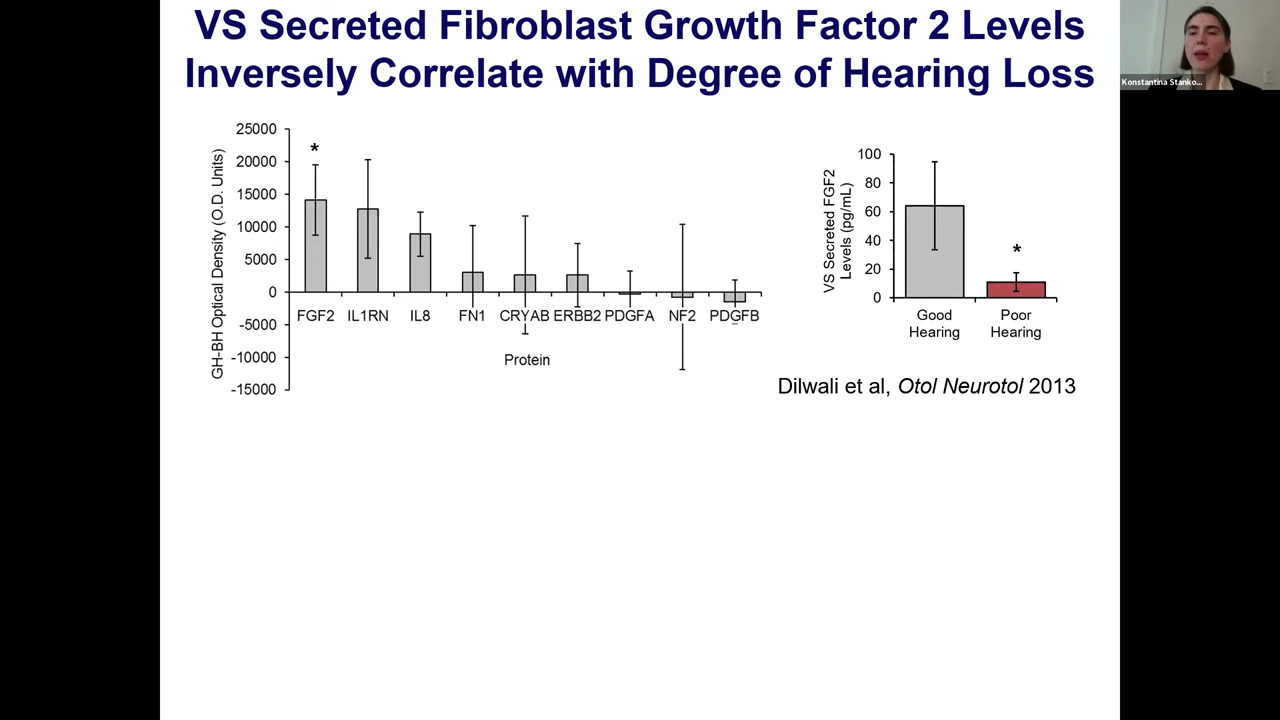 VS Secreted Fibroblast Growth Factor 2 Levels
Inversely Correlate with Degree of Hearing Loss
Konstantina Stanko...
GH-BH Optical Density (O.D. Units)
25000
20000
15000
10000
5000
0
-5000
-10000
-15000
*
FGF2 IL1RN IL8 FN1 CRYAB ERBB2 PDGFA NF2 PDGFB
Protein
VS Secreted FGF2
Levels (pg/mL)
100
80
60
40
20
0
*
Good
Hearing
Poor
Hearing
Dilwali et al, Otol Neurotol 2013